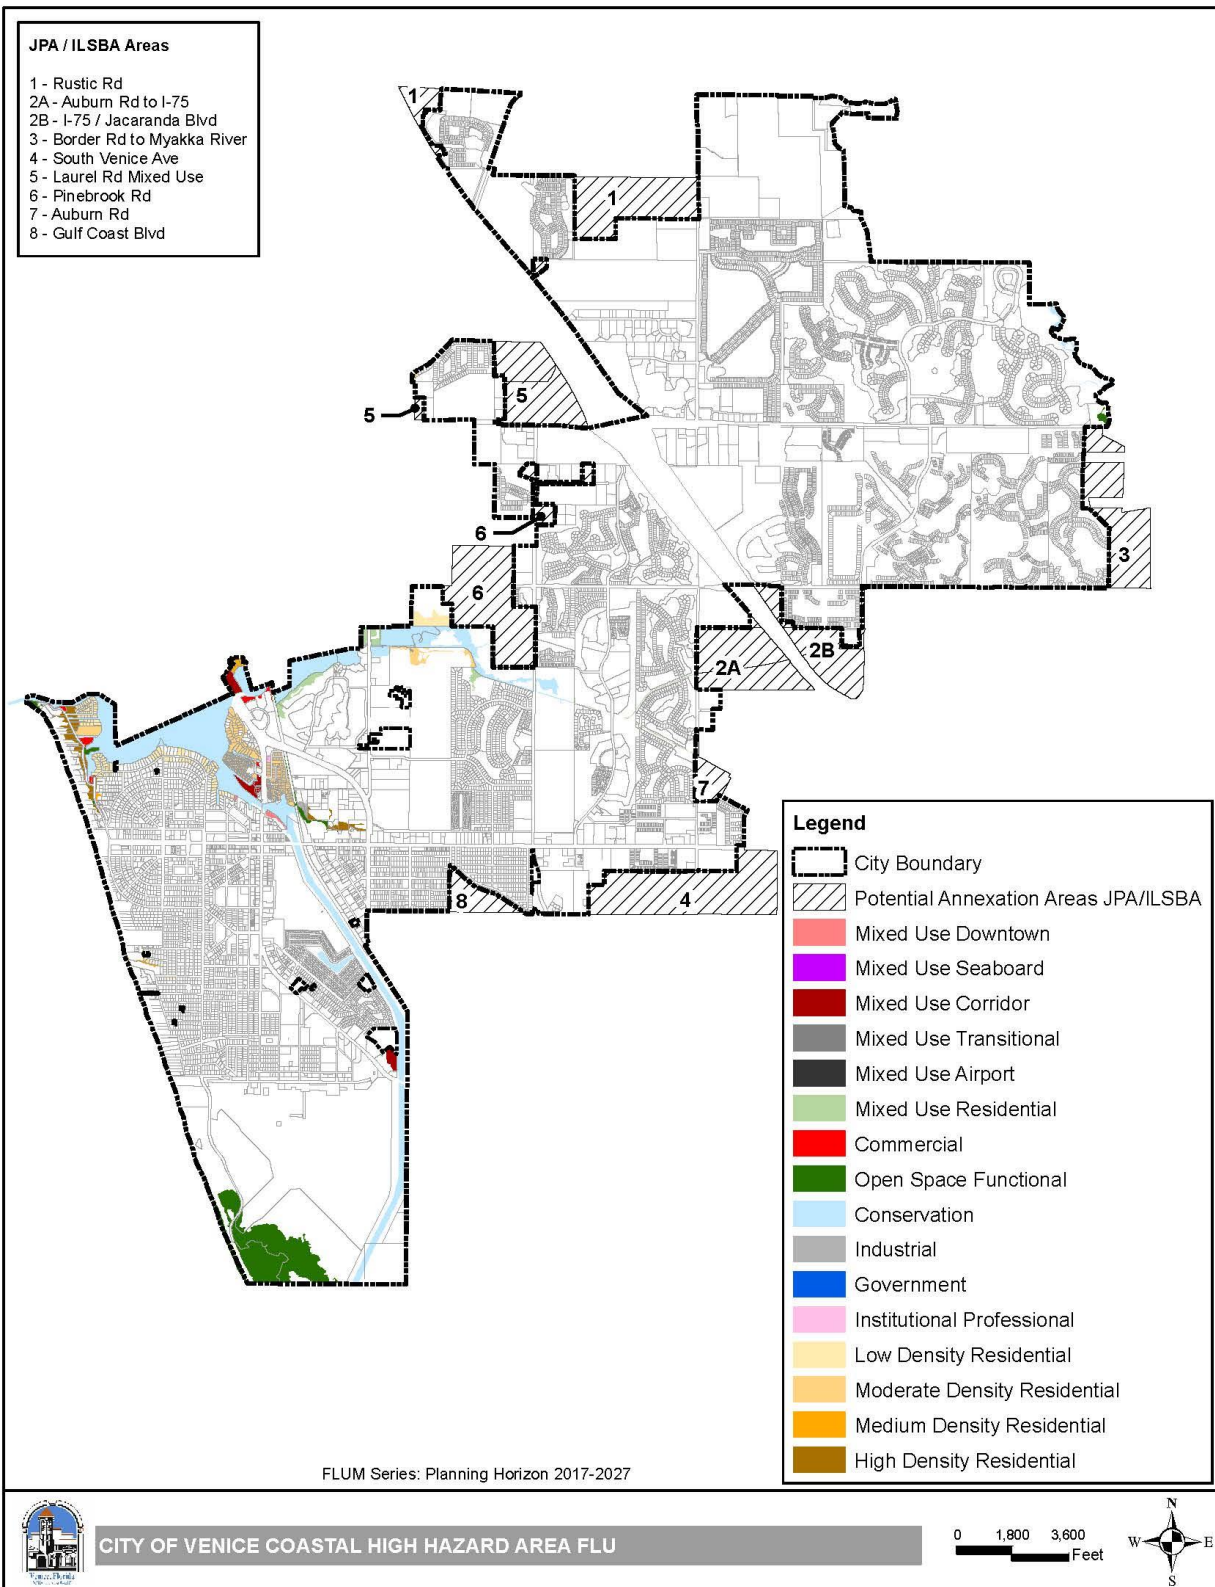 JPA / ILSBA Areas
1 - Rustic Rd
2A - Auburn Rd to I-75
2B - I-75 / Jacaranda Blvd
3 - Border Rd to Myakka River
4 - South Venice Ave
5 - Laurel Rd Mixed Use
6 - Pinebrook Rd
7 - Auburn Rd
8 - Gulf Coast Blvd
1
1
5
5
6
3
6
2B
2A
7
8
4
Legend
City Boundary
Potential Annexation Areas JPA/ILSBA
Mixed Use Downtown
Mixed Use Seaboard
Mixed Use Corridor
Mixed Use Transitional
Mixed Use Airport
Mixed Use Residential
Commercial
Open Space Functional
Conservation
Industrial
Government
Institutional Professional
Low Density Residential
Moderate Density Residential
Medium Density Residential
High Density Residential
FLUM Series: Planning Horizon 2017-2027
Venice, Florida
CITY OF VENICE COASTAL HIGH HAZARD AREA FLU
0 1,800 3,600
Feet
N
W E
S